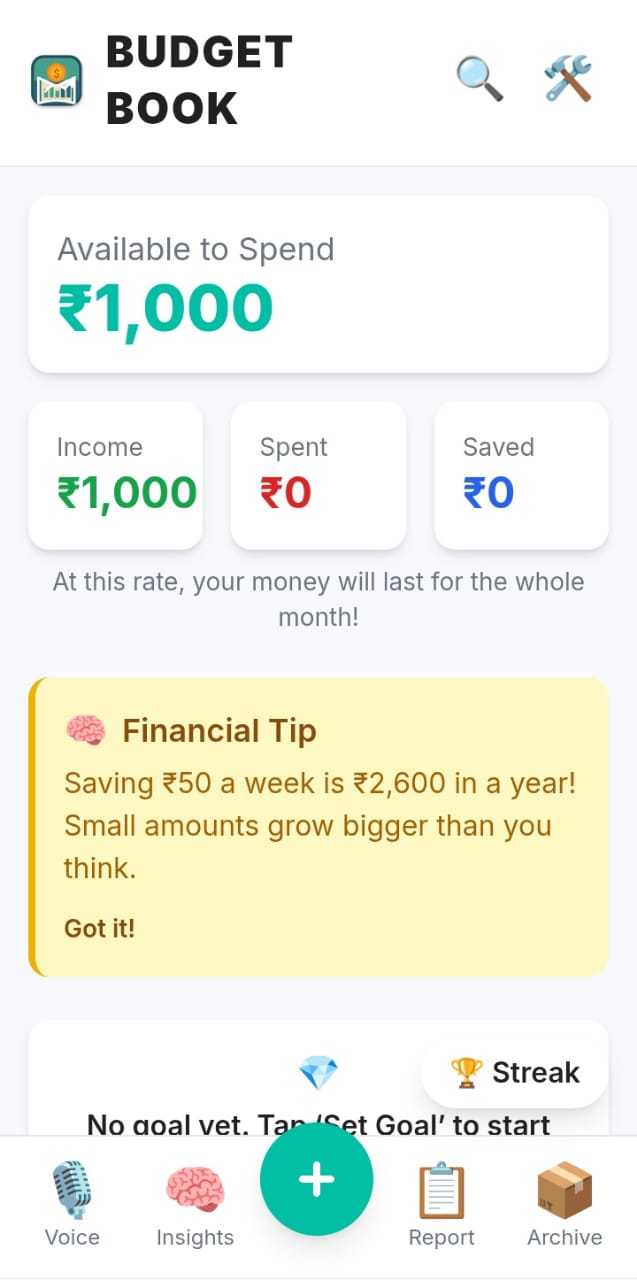 BUDGET
BOOK
Available to Spend
₹1,000
Income
₹1,000
Spent
₹0
Saved
₹0
At this rate, your money will last for the whole
month!
Financial Tip
Saving ₹50 a week is ₹2,600 in a year!
Small amounts grow bigger than you
think.
Got it!
Streak
No goal yet. Tap ‘Set Goal’ to start
Voice
Insights
+
Report
Archive